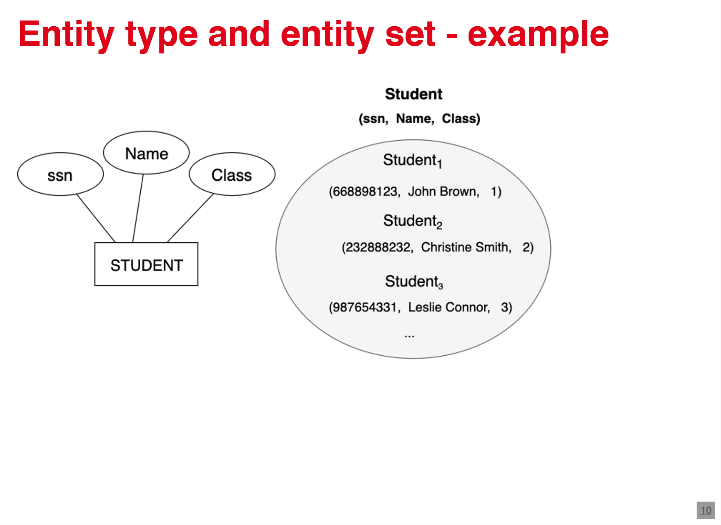 Entity type and entity set - example
ssn
Name
Class
STUDENT
Student
(ssn, Name, Class)
Student1
(668898123, John Brown, 1)
Student2
(232888232, Christine Smith, 2)
Student3
(987654331, Leslie Connor, 3)
...
10